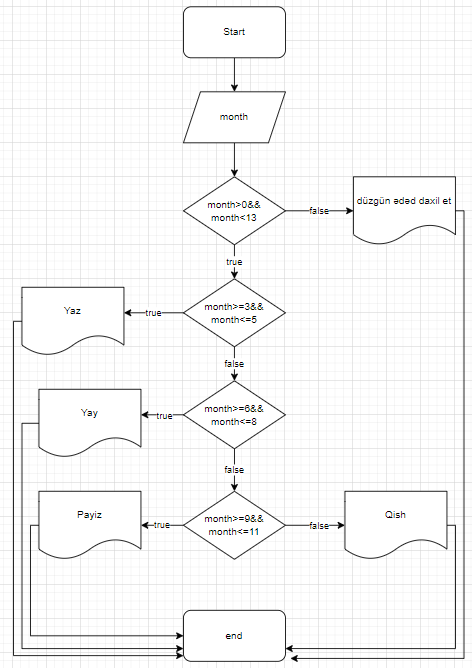 Start
month
month>0&&
month<13
false
düzgün ədəd daxil et
true
Yaz
true
month>=3&&
month<=5
false
Yay
true
month>=6&&
month<=8
false
Payiz
true
month>=9&&
month<=11
false
Qish
end